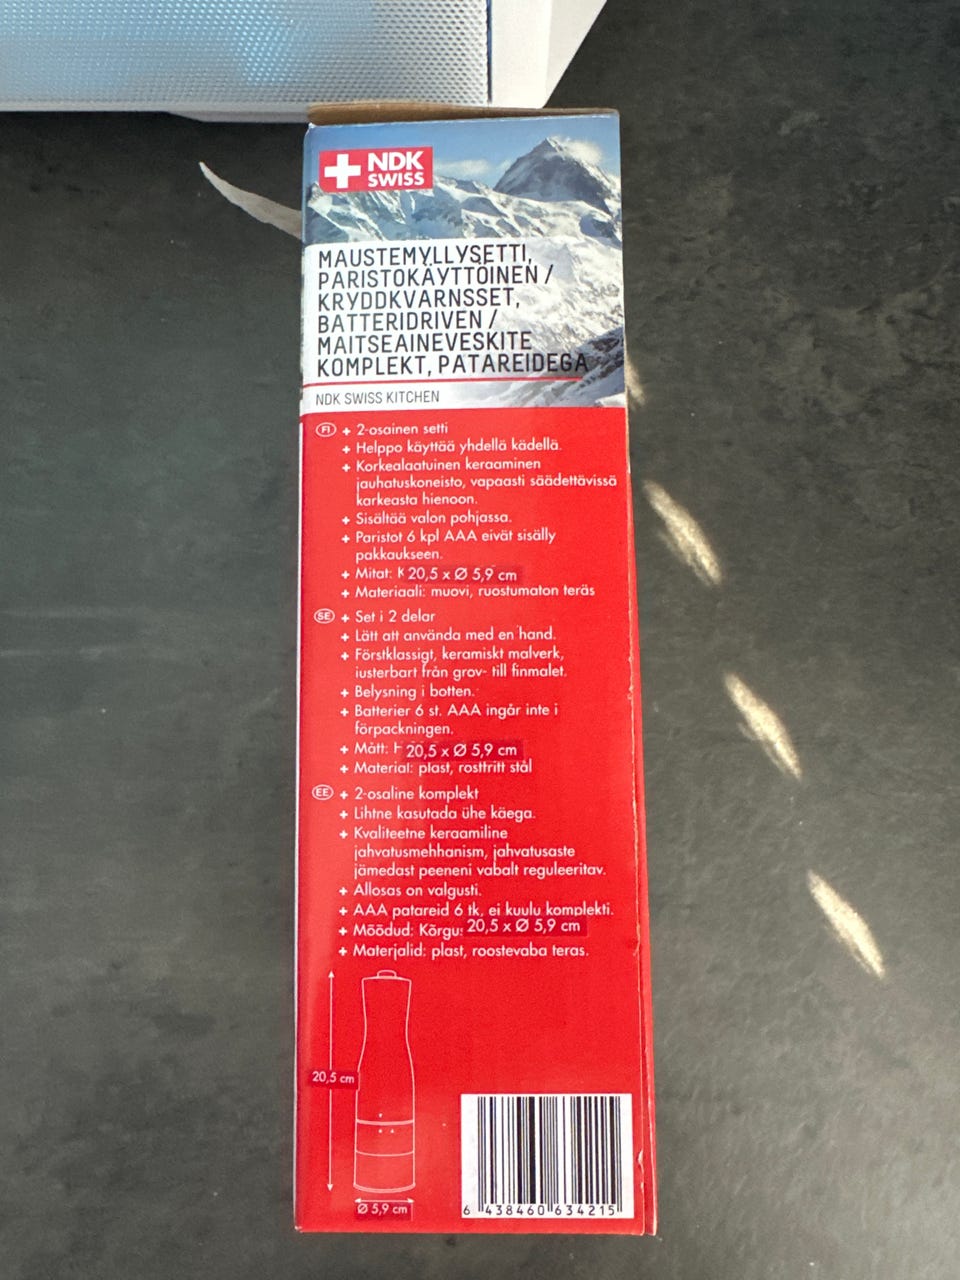 NDK
SWISS
MAUSTEMYLLYSETTI,
PARISTOKÄYTTÖINEN /
KRYDDKVARNSSET,
BATTERIDRIVEN /
MAITSEAINEVESKITE
KOMPLEKT, PATAREIDEGA
NDK SWISS KITCHEN
FI + 2-osainen setti
+ Helppo käyttää yhdellä kädellä.
+ Korkealaatuinen keraaminen
jauhatuskoneisto, vapaasti säädettävissä
karkeasta hienoon.
+ Sisältää valon pohjassa.
+ Paristot 6 kpl AAA eivät sisälly
pakkaukseen.
+ Mitat: K 20,5 x Ø 5,9 cm
+ Materiaali: muovi, ruostumaton teräs
SE + Set i 2 delar
+ Lätt att använda med en hand.
+ Förstklassigt, keramiskt malverk,
justerbart från grov- till finmalet.
+ Belysning i botten.
+ Batterier 6 st. AAA ingår inte i
förpackningen.
+ Mått: H 20,5 x Ø 5,9 cm
+ Material: plast, rostfritt stål
EE + 2-osaline komplekt
+ Lihtne kasutada ühe käega.
+ Kvaliteetne keraamiline
jahvatusmehhanism, jahvatusaste
jämedast peeneni vabalt reguleeritav.
+ Allosas on valgusti.
+ AAA patareid 6 tk, ei kuulu komplekti.
+ Mõõdud: Kõrgu: 20,5 x Ø 5,9 cm
+ Materjalid: plast, roostevaba teras.
20,5 cm
Ø 5,9 cm
6 438460 634215